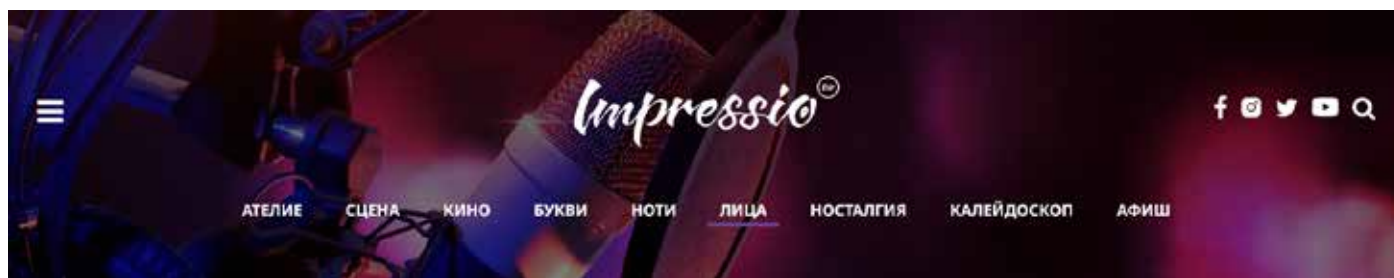 Impressio
АТЕЛИЕ СЦЕНА КИНО БУКВИ НОТИ ЛИЦА НОСТАЛГИЯ КАЛЕЙДОСКОП АФИШ